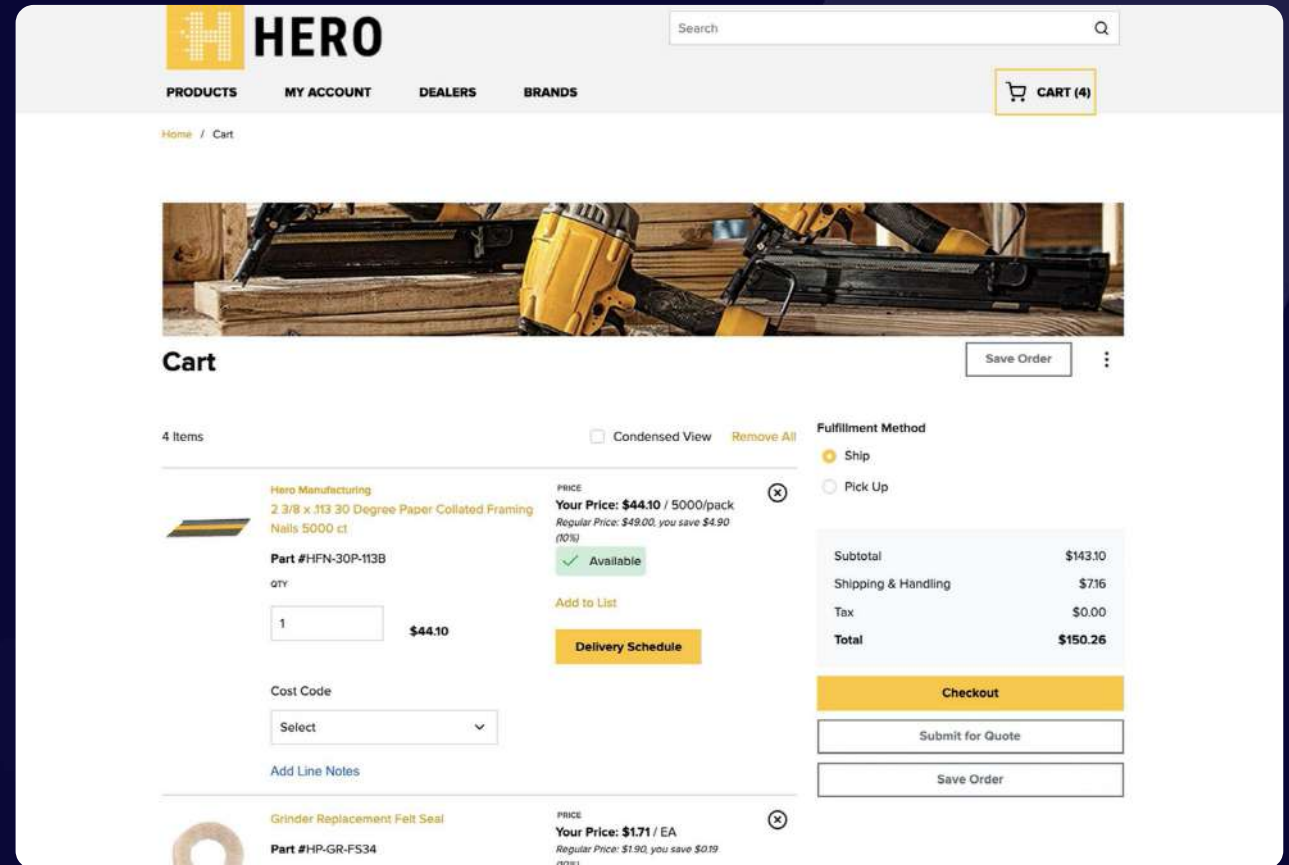 HERO
Search
PRODUCTS MY ACCOUNT DEALERS BRANDS
CART (4)
Home / Cart
Cart
Save Order
4 Items
Condensed View
Remove All
Hero Manufacturing
2 3/8 x .113 30 Degree Paper Collated Framing
Nails 5000 ct
Part #HFN-30P-113B
QTY
1
$44.10
PRICE
Your Price: $44.10 / 5000/pack
Regular Price: $49.00, you save $4.90
(10%)
Available
Add to List
Delivery Schedule
Cost Code
Select
Add Line Notes
Grinder Replacement Felt Seal
Part #HP-GR-FS34
PRICE
Your Price: $1.71 / EA
Regular Price: $1.90, you save $0.19
(10%)
Fulfillment Method
Ship
Pick Up
Subtotal $143.10
Shipping & Handling $7.16
Tax $0.00
Total $150.26
Checkout
Submit for Quote
Save Order